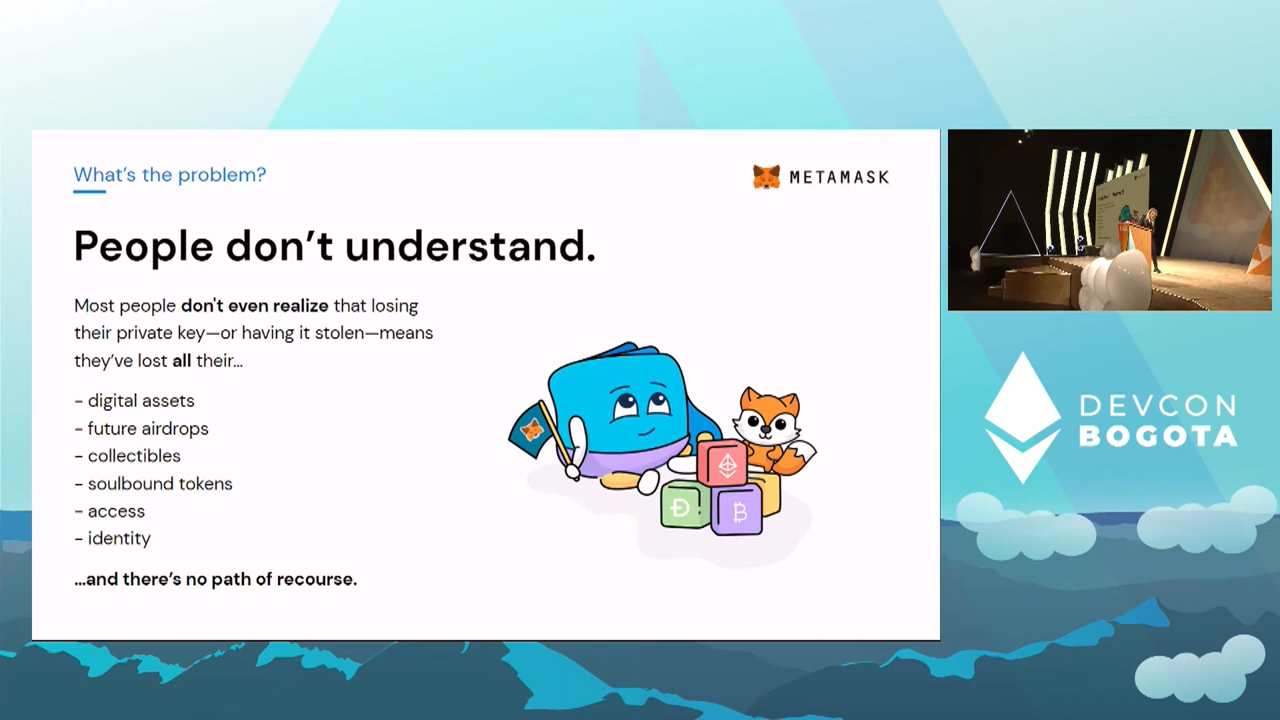 What's the problem?
METAMASK
People don't understand.
Most people don't even realize that losing
their private key—or having it stolen—means
they've lost all their...
- digital assets
- future airdrops
- collectibles
- soulbound tokens
- access
- identity
...and there's no path of recourse.
DEVCON
BOGOTA